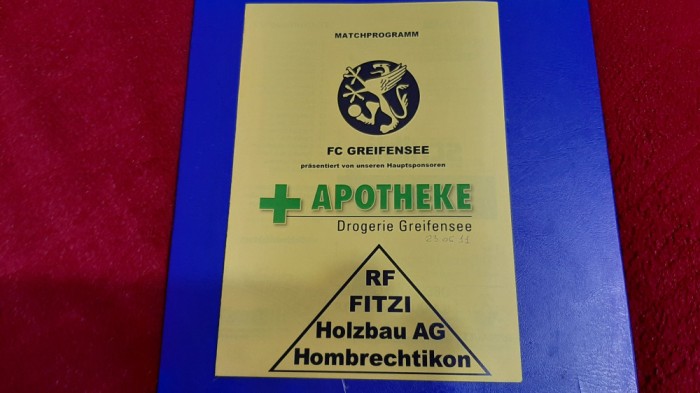 MATCHPROGRAMM
FC GREIFENSEE
präsentiert von unseren Hauptsponsoren
APOTHEKE
Drogerie Greifensee
RF
FITZI
Holzbau AG
Hombrechtikon